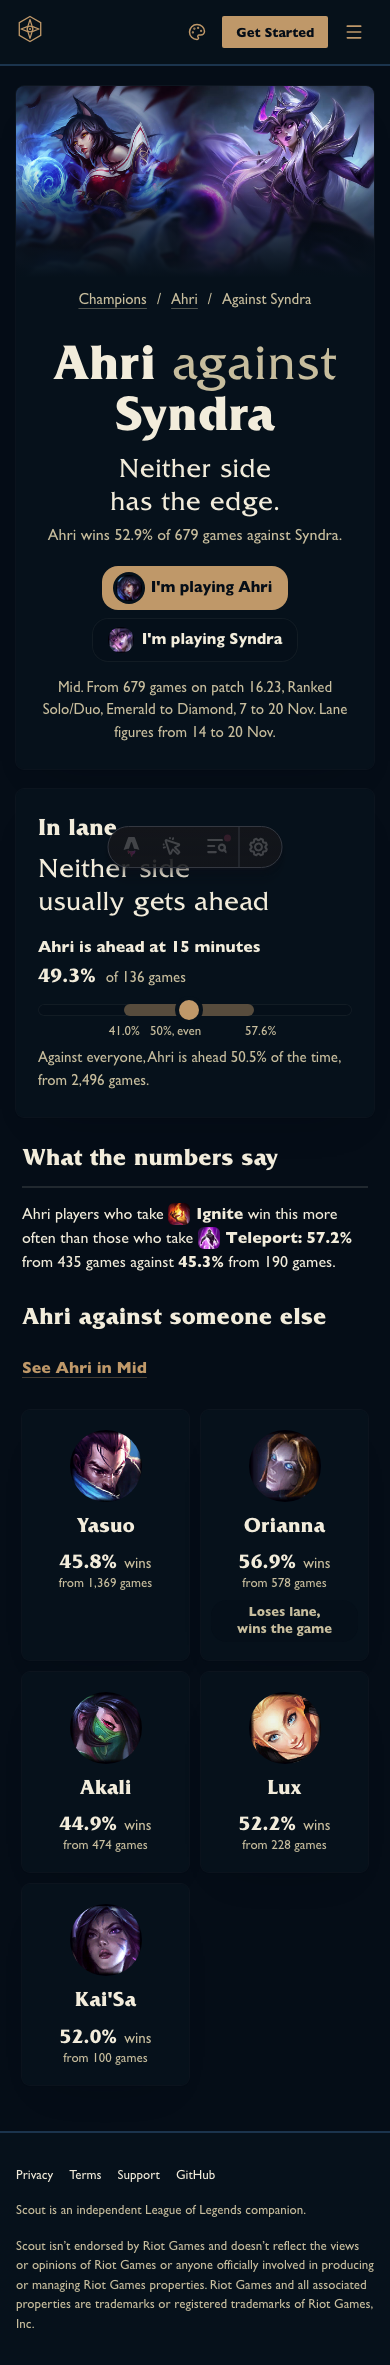 Get Started
Champions / Ahri / Against Syndra
Ahri against
Syndra
Neither side
has the edge.
Ahri wins 52.9% of 679 games against Syndra.
I'm playing Ahri
I'm playing Syndra
Mid. From 679 games on patch 16.23, Ranked
Solo/Duo, Emerald to Diamond, 7 to 20 Nov. Lane
figures from 14 to 20 Nov.
In lane
Neither side
usually gets ahead
Ahri is ahead at 15 minutes
49.3% of 136 games
41.0% 50%, even 57.6%
Against everyone, Ahri is ahead 50.5% of the time,
from 2,496 games.
What the numbers say
Ahri players who take Ignite win this more
often than those who take Teleport: 57.2%
from 435 games against 45.3% from 190 games.
Ahri against someone else
See Ahri in Mid
Yasuo
45.8% wins
from 1,369 games
Orianna
56.9% wins
from 578 games
Loses lane,
wins the game
Akali
44.9% wins
from 474 games
Lux
52.2% wins
from 228 games
Kai'Sa
52.0% wins
from 100 games
Privacy Terms Support GitHub
Scout is an independent League of Legends companion.
Scout isn't endorsed by Riot Games and doesn't reflect the views
or opinions of Riot Games or anyone officially involved in producing
or managing Riot Games properties. Riot Games and all associated
properties are trademarks or registered trademarks of Riot Games,
Inc.